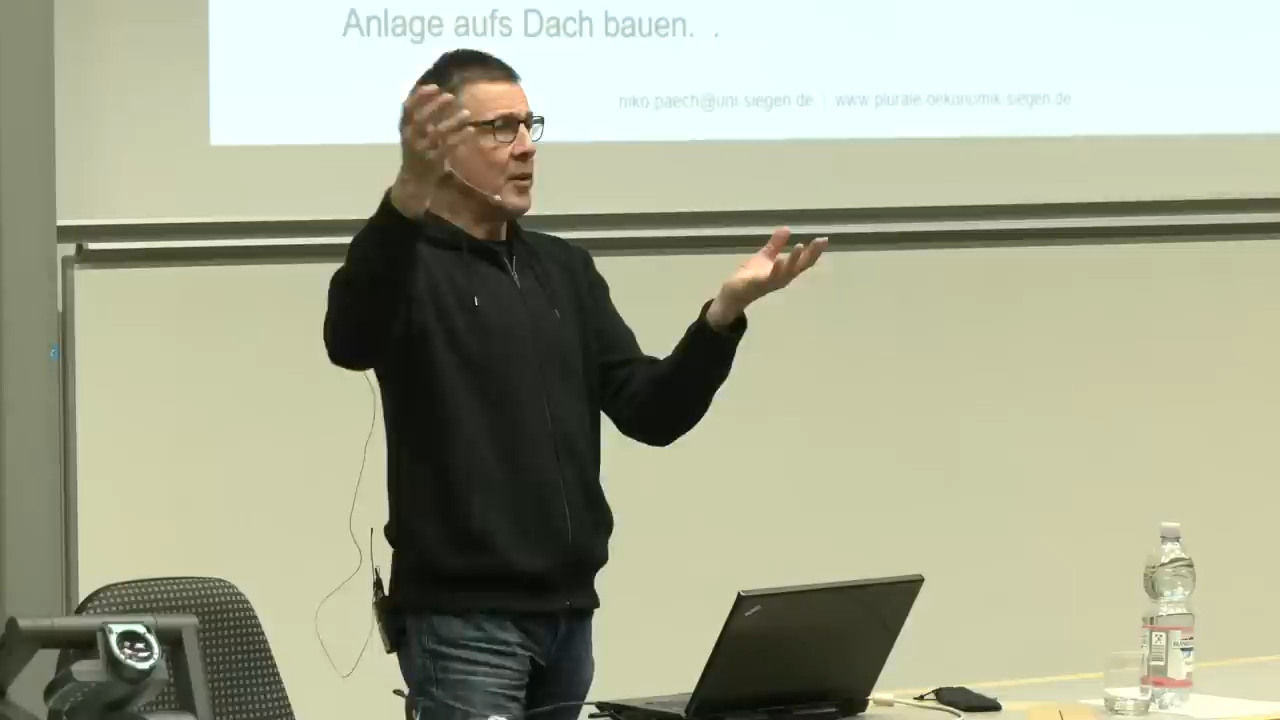 Anlage aufs Dach bauen. .
niko.paech@uni-siegen.de | www.plurale-oekonomik-siegen.de